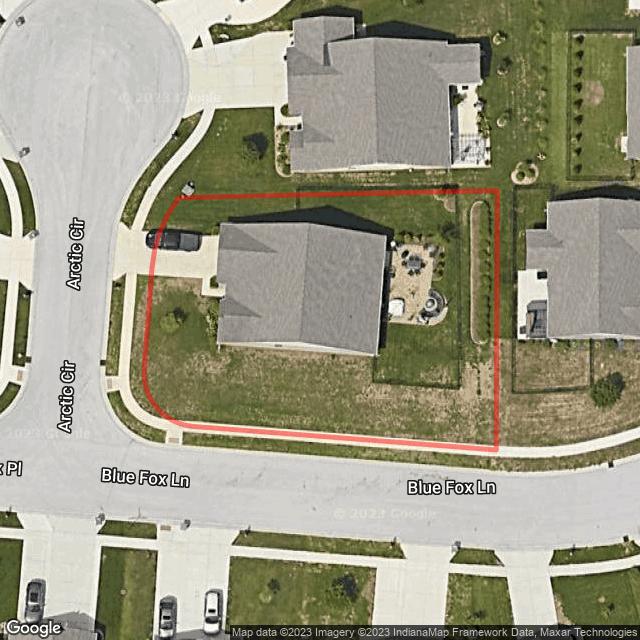 © 2023 Google
Arctic Cir
Arctic Cir
© 2023 Google
x Pl
Blue Fox Ln
Blue Fox Ln
© 2023 Google
Google
Map data ©2023 Imagery ©2023 IndianaMap Framework Data, Maxar Technologies